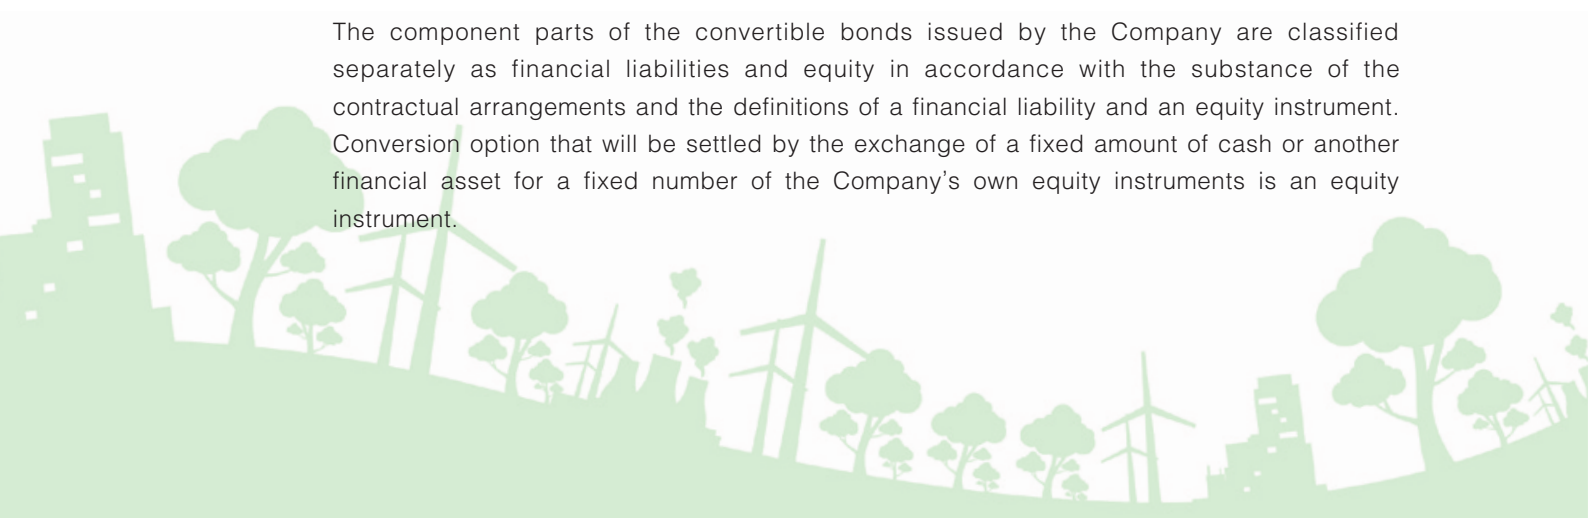 The component parts of the convertible bonds issued by the Company are classified
separately as financial liabilities and equity in accordance with the substance of the
contractual arrangements and the definitions of a financial liability and an equity instrument.
Conversion option that will be settled by the exchange of a fixed amount of cash or another
financial asset for a fixed number of the Company’s own equity instruments is an equity
instrument.